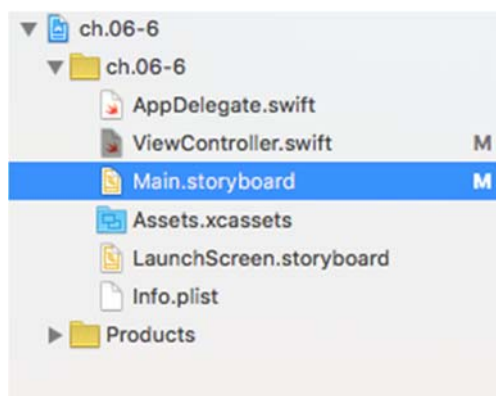 ch.06-6
ch.06-6
AppDelegate.swift
ViewController.swift M
Main.storyboard M
Assets.xcassets
LaunchScreen.storyboard
Info.plist
Products